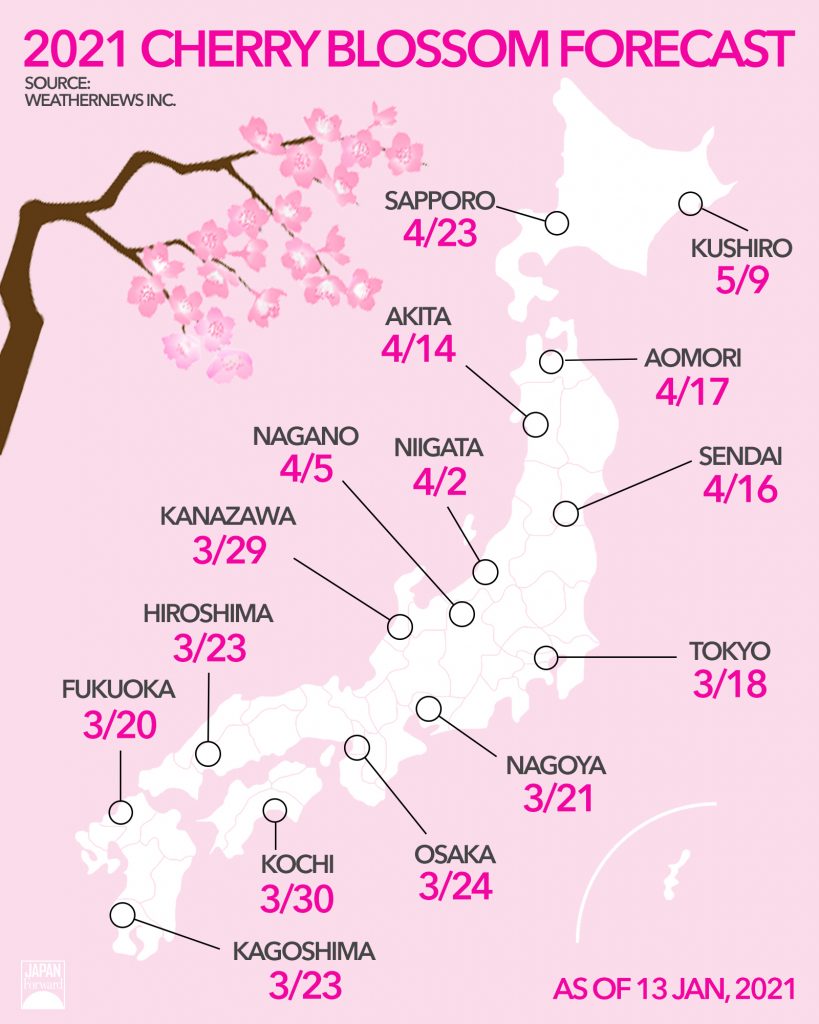 2021 CHERRY BLOSSOM FORECAST
SOURCE:
WEATHERNEWS INC.
SAPPORO
4/23
KUSHIRO
5/9
AKITA
4/14
AOMORI
4/17
NAGANO
4/5
NIIGATA
4/2
SENDAI
4/16
KANAZAWA
3/29
HIROSHIMA
3/23
TOKYO
3/18
FUKUOKA
3/20
NAGOYA
3/21
OSAKA
3/24
KOCHI
3/30
KAGOSHIMA
3/23
JAPAN
Forward
AS OF 13 JAN, 2021